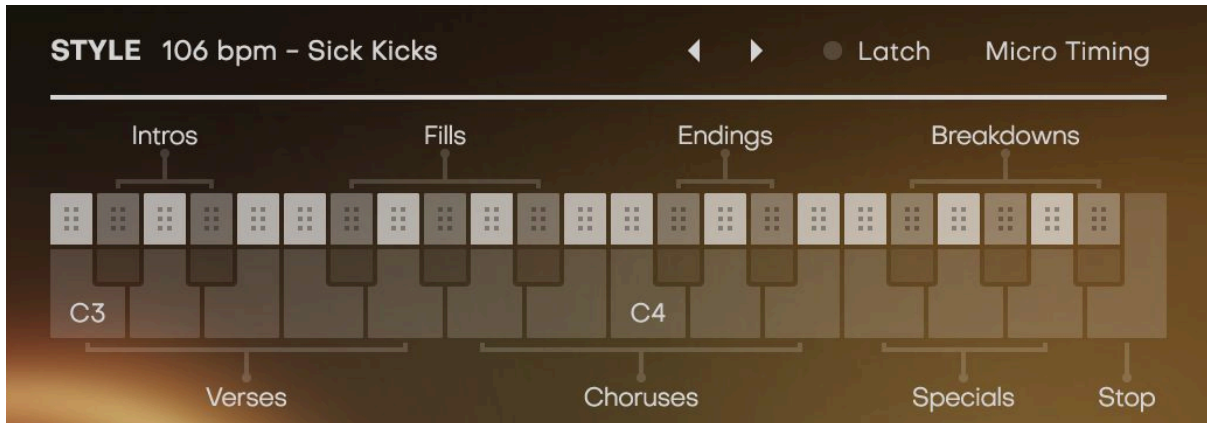 STYLE 106 bpm – Sick Kicks Latch Micro Timing
Intros Fills Endings Breakdowns
C3 C4
Verses Choruses Specials Stop